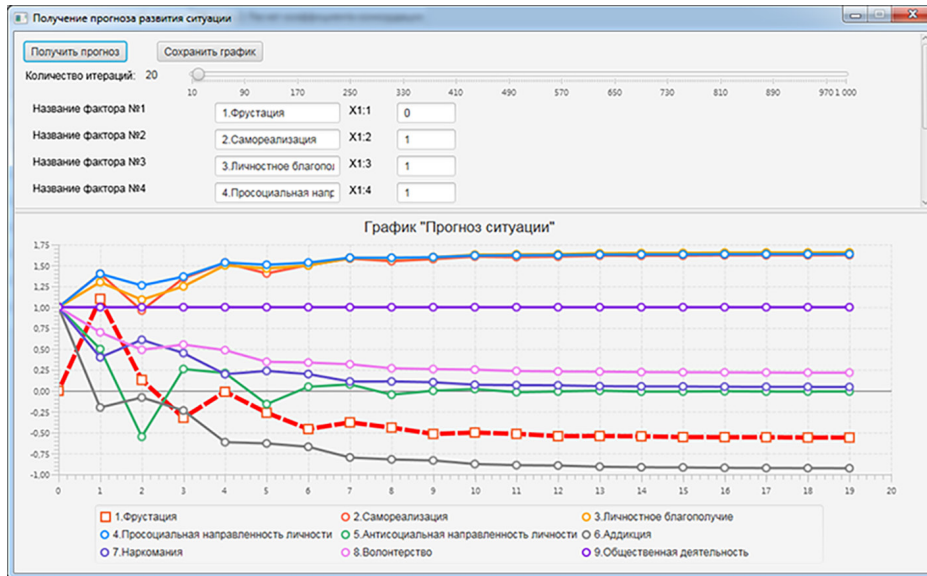 Получение прогноза развития ситуации
Получить прогноз Сохранить график
Количество итераций: 20
10 90 170 250 330 410 490 570 650 730 810 890 970 1 000
Название фактора №1 1.Фрустация X1:1 0
Название фактора №2 2.Самореализация X1:2 1
Название фактора №3 3.Личностное благопол X1:3 1
Название фактора №4 4.Просоциальная напр X1:4 1
График "Прогноз ситуации"
1,75
1,50
1,25
1,00
0,75
0,50
0,25
0,00
-0,25
-0,50
-0,75
-1,00
0 1 2 3 4 5 6 7 8 9 10 11 12 13 14 15 16 17 18 19 20
1.Фрустация 2.Самореализация 3.Личностное благополучие
4.Просоциальная направленность личности 5.Антисоциальная направленность личности 6.Аддикция
7.Наркомания 8.Волонтерство 9.Общественная деятельность